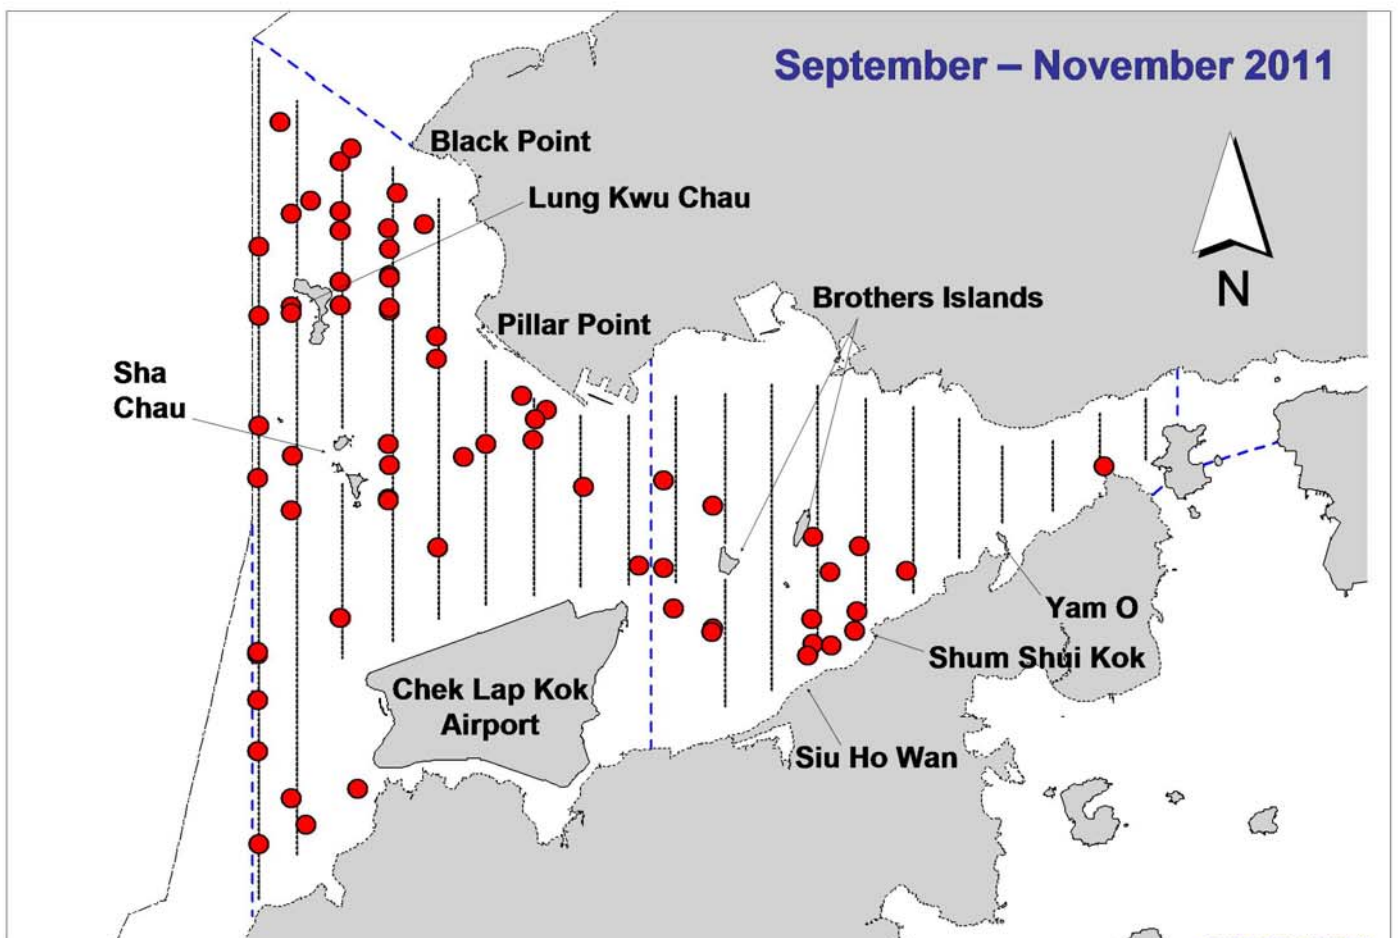 September – November 2011
Black Point
Lung Kwu Chau
N
Brothers Islands
Pillar Point
Sha
Chau
Yam O
Shum Shui Kok
Chek Lap Kok
Airport
Siu Ho Wan